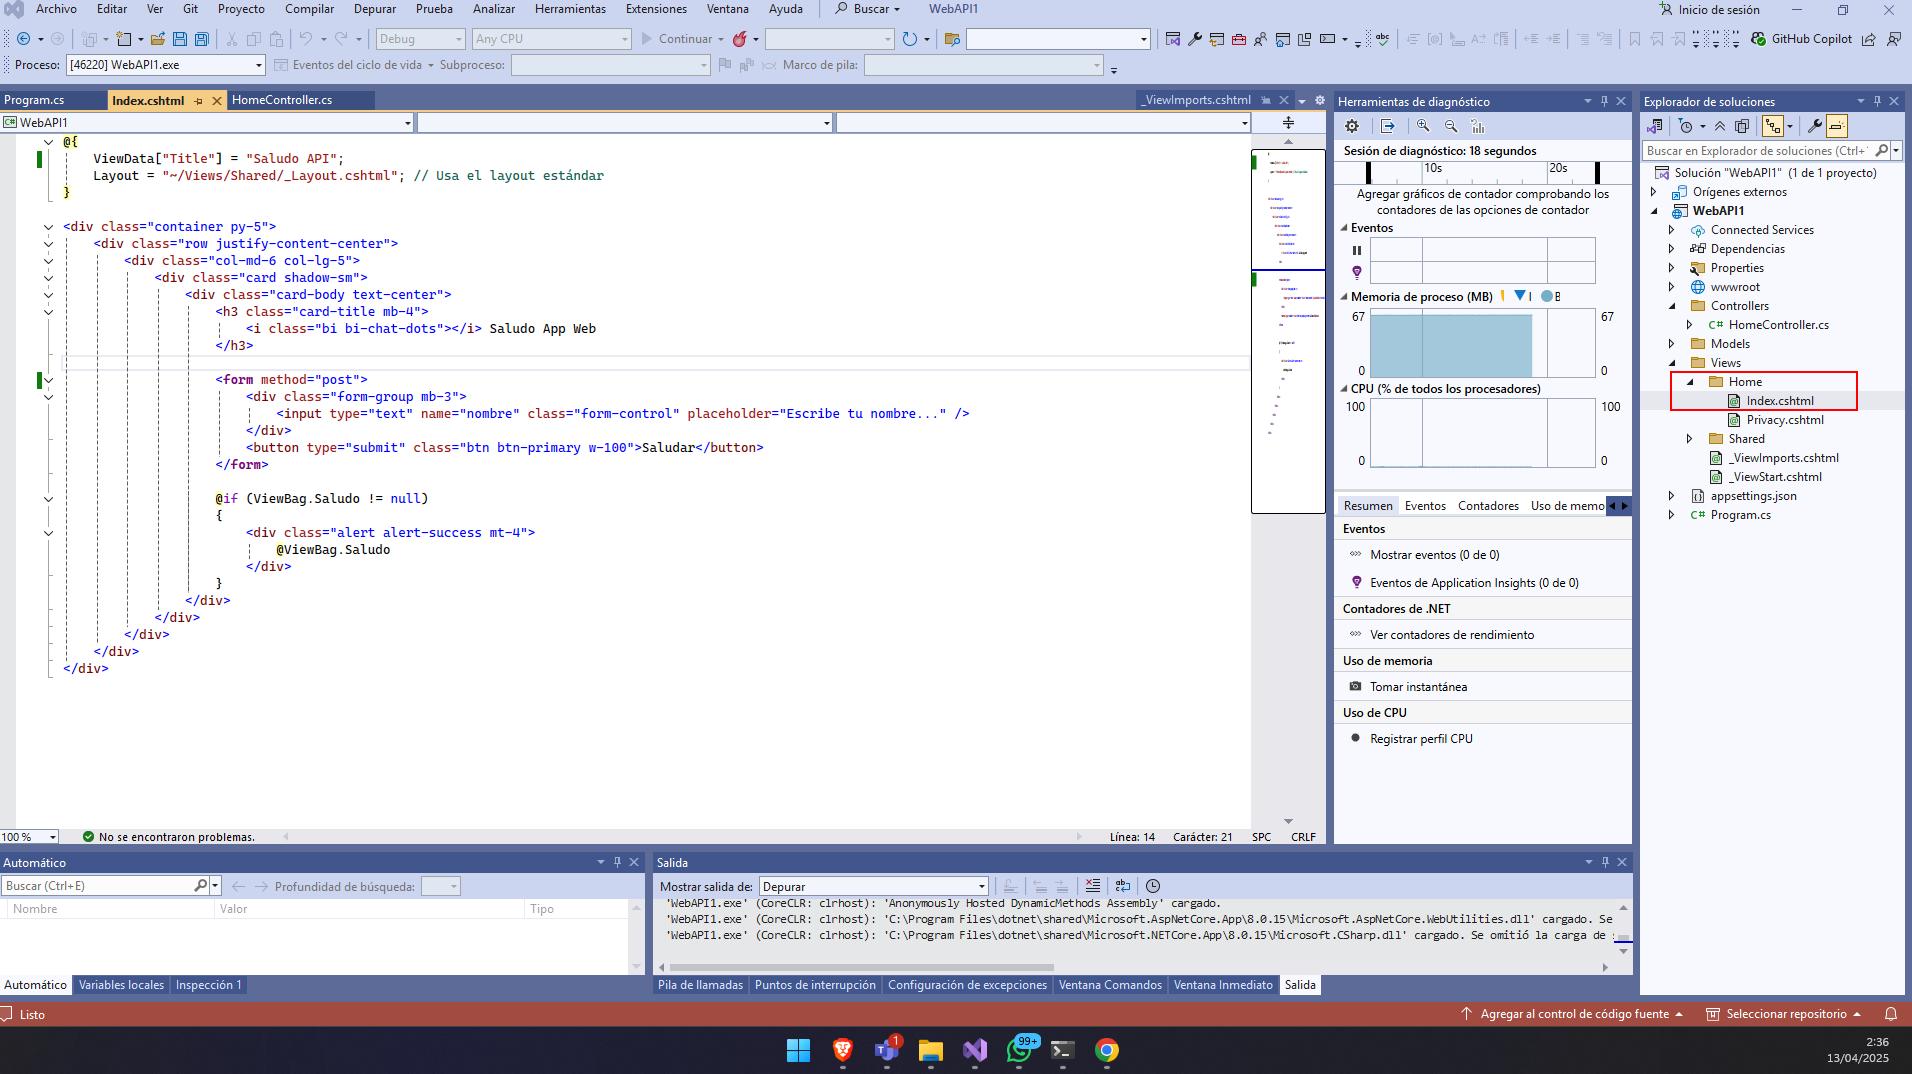 Archivo Editar Ver Git Proyecto Compilar Depurar Prueba Analizar Herramientas Extensiones Ventana Ayuda Buscar WebAPI1 Inicio de sesión
Debug Any CPU Continuar GitHub Copilot
Proceso: [46220] WebAPI1.exe Eventos del ciclo de vida Subproceso: Marco de pila:
Program.cs Index.cshtml HomeController.cs _ViewImports.cshtml
WebAPI1
@{
ViewData["Title"] = "Saludo API";
Layout = "~/Views/Shared/_Layout.cshtml"; // Usa el layout estándar
}
<div class="container py-5">
<div class="row justify-content-center">
<div class="col-md-6 col-lg-5">
<div class="card shadow-sm">
<div class="card-body text-center">
<h3 class="card-title mb-4">
<i class="bi bi-chat-dots"></i> Saludo App Web
</h3>
<form method="post">
<div class="form-group mb-3">
<input type="text" name="nombre" class="form-control" placeholder="Escribe tu nombre..." />
</div>
<button type="submit" class="btn btn-primary w-100">Saludar</button>
</form>
@if (ViewBag.Saludo != null)
{
<div class="alert alert-success mt-4">
@ViewBag.Saludo
</div>
}
</div>
</div>
</div>
</div>
</div>
100 % No se encontraron problemas. Línea: 14 Carácter: 21 SPC CRLF
Herramientas de diagnóstico
Sesión de diagnóstico: 18 segundos
10s 20s
Agregar gráficos de contador comprobando los
contadores de las opciones de contador
Eventos
Memoria de proceso (MB) I B
67 67
0 0
CPU (% de todos los procesadores)
100 100
0 0
Resumen Eventos Contadores Uso de memo
Eventos
Mostrar eventos (0 de 0)
Eventos de Application Insights (0 de 0)
Contadores de .NET
Ver contadores de rendimiento
Uso de memoria
Tomar instantánea
Uso de CPU
Registrar perfil CPU
Explorador de soluciones
Buscar en Explorador de soluciones (Ctrl+
Solución "WebAPI1" (1 de 1 proyecto)
Orígenes externos
WebAPI1
Connected Services
Dependencias
Properties
wwwroot
Controllers
C# HomeController.cs
Models
Views
Home
Index.cshtml
Privacy.cshtml
Shared
_ViewImports.cshtml
_ViewStart.cshtml
appsettings.json
C# Program.cs
Automático
Buscar (Ctrl+E) Profundidad de búsqueda:
Nombre Valor Tipo
Automático Variables locales Inspección 1
Salida
Mostrar salida de: Depurar
'WebAPI1.exe' (CoreCLR: clrhost): 'Anonymously Hosted DynamicMethods Assembly' cargado.
'WebAPI1.exe' (CoreCLR: clrhost): 'C:\Program Files\dotnet\shared\Microsoft.AspNetCore.App\8.0.15\Microsoft.AspNetCore.WebUtilities.dll' cargado. Se
'WebAPI1.exe' (CoreCLR: clrhost): 'C:\Program Files\dotnet\shared\Microsoft.NETCore.App\8.0.15\Microsoft.CSharp.dll' cargado. Se omitió la carga de
Pila de llamadas Puntos de interrupción Configuración de excepciones Ventana Comandos Ventana Inmediato Salida
Listo Agregar al control de código fuente Seleccionar repositorio
1 99+
2:36
13/04/2025